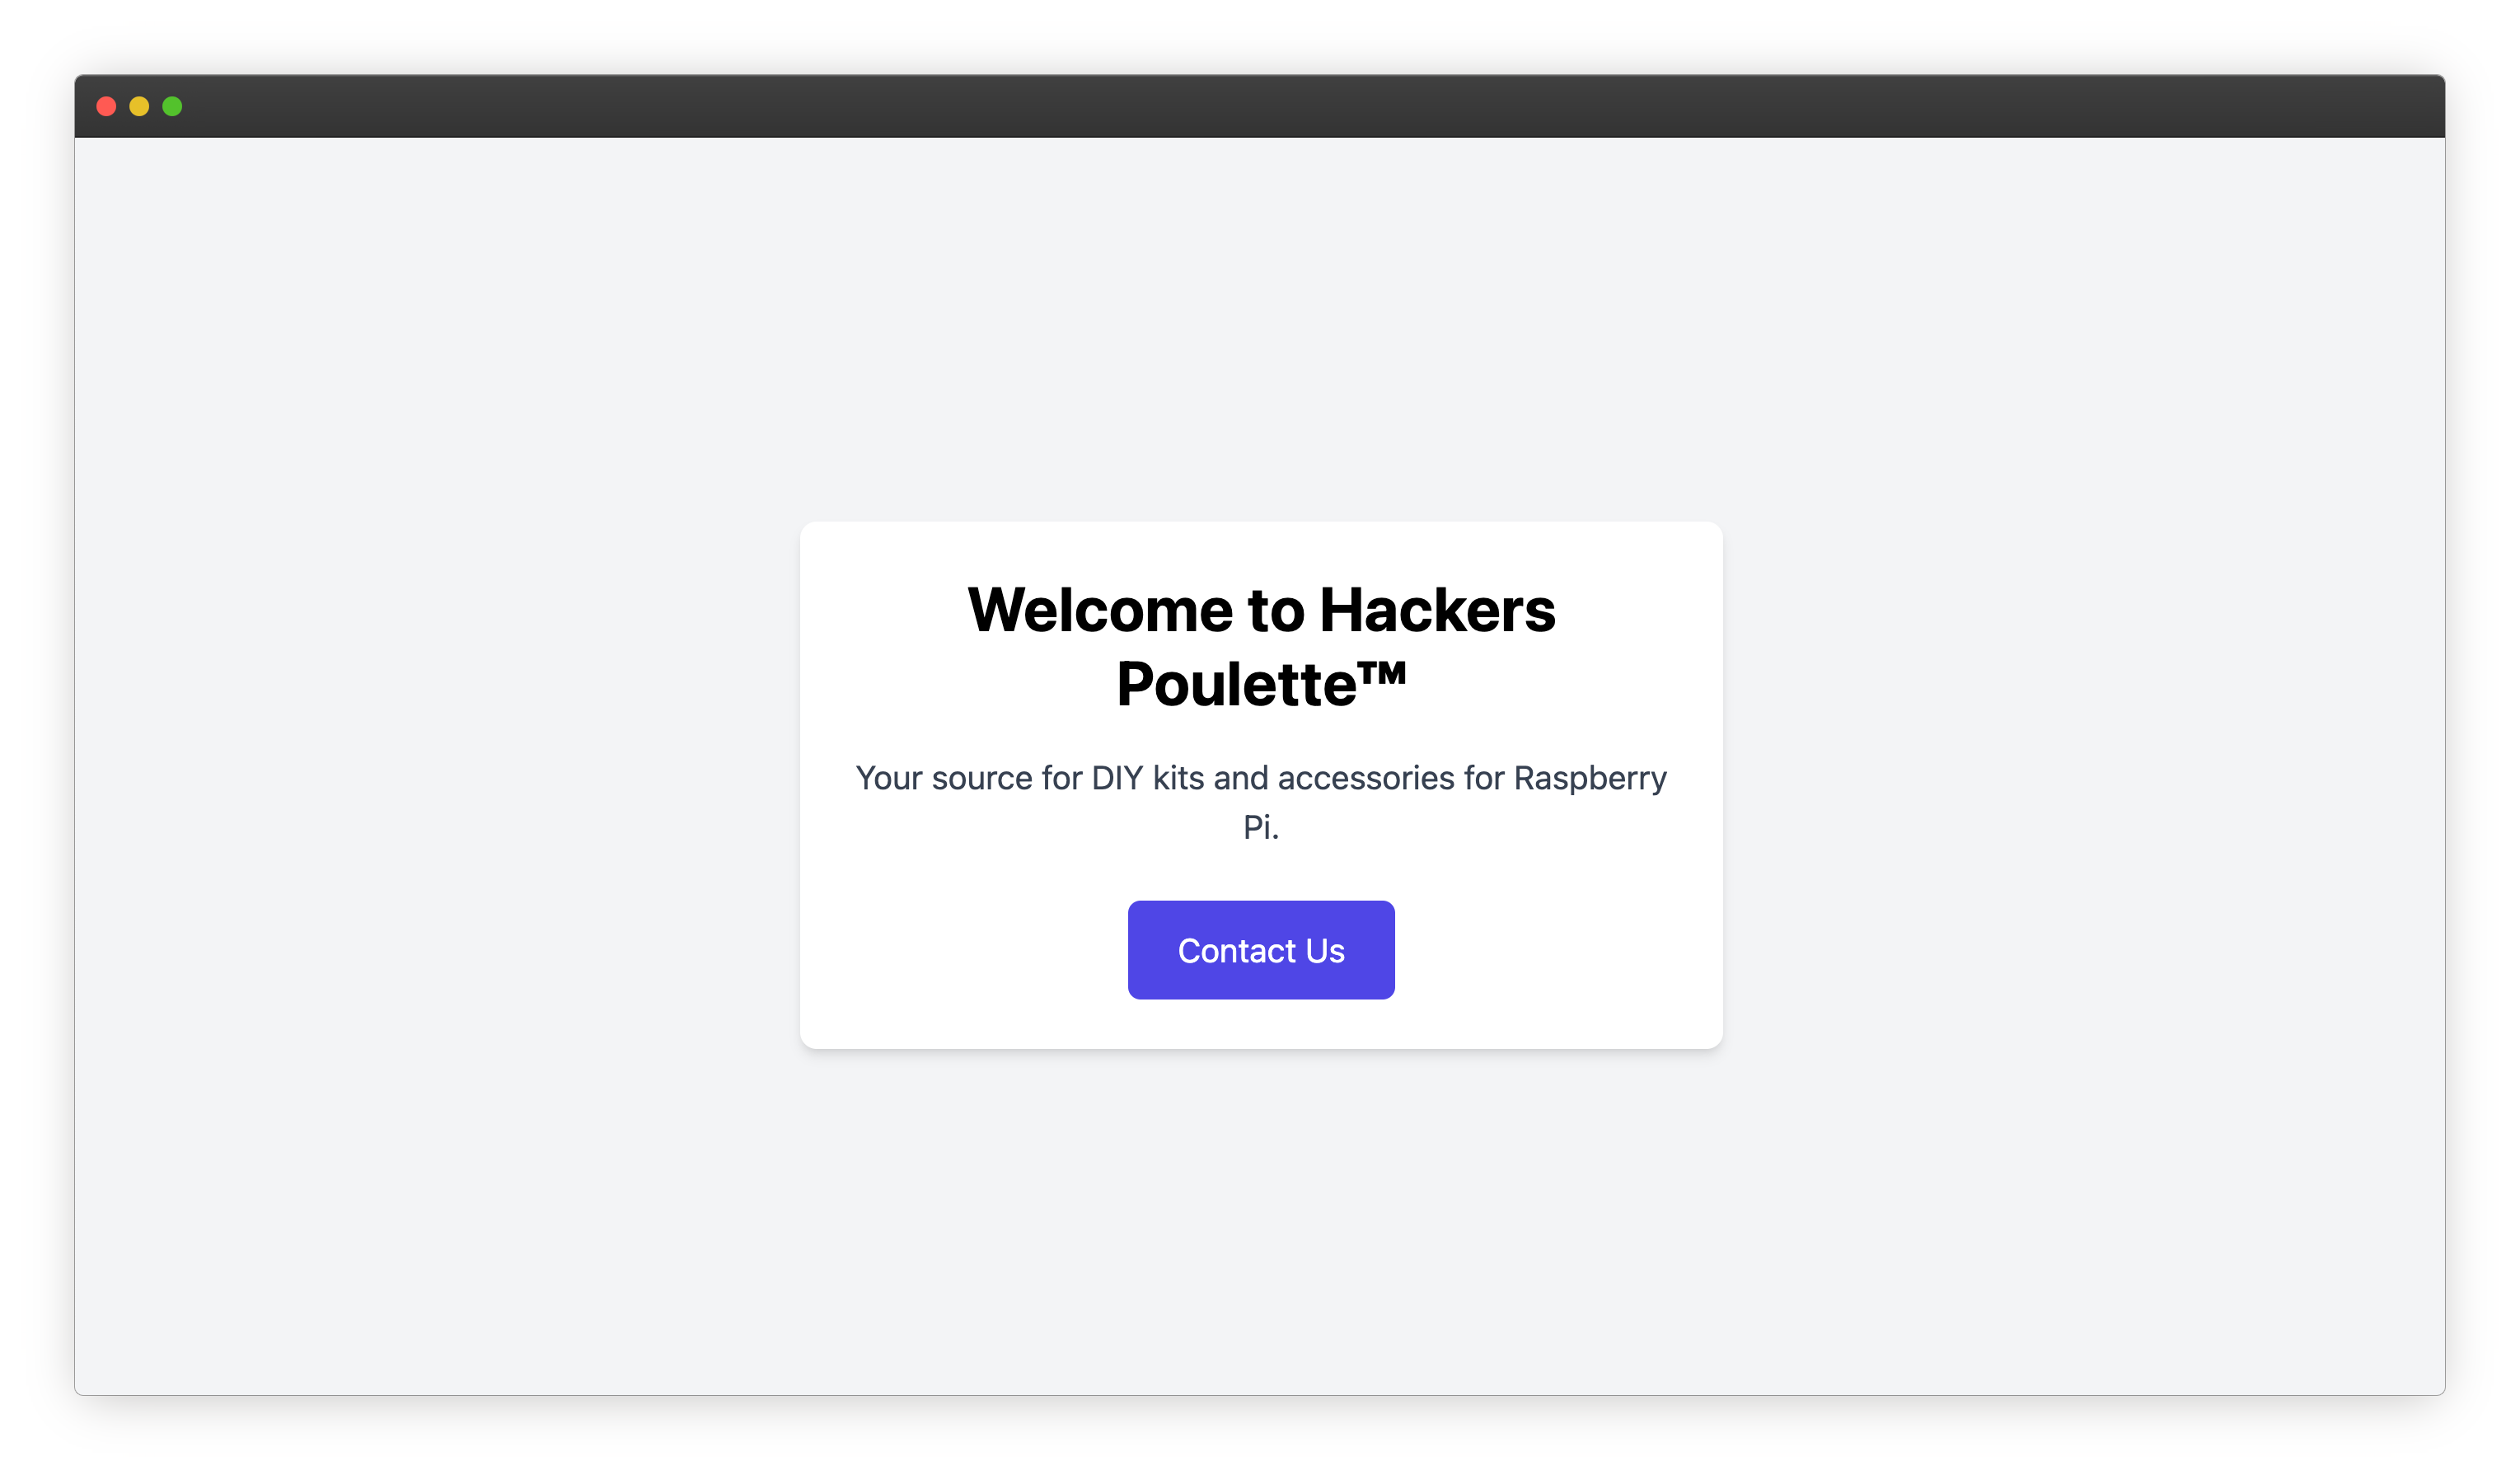 Welcome to Hackers
Poulette™
Your source for DIY kits and accessories for Raspberry
Pi.
Contact Us